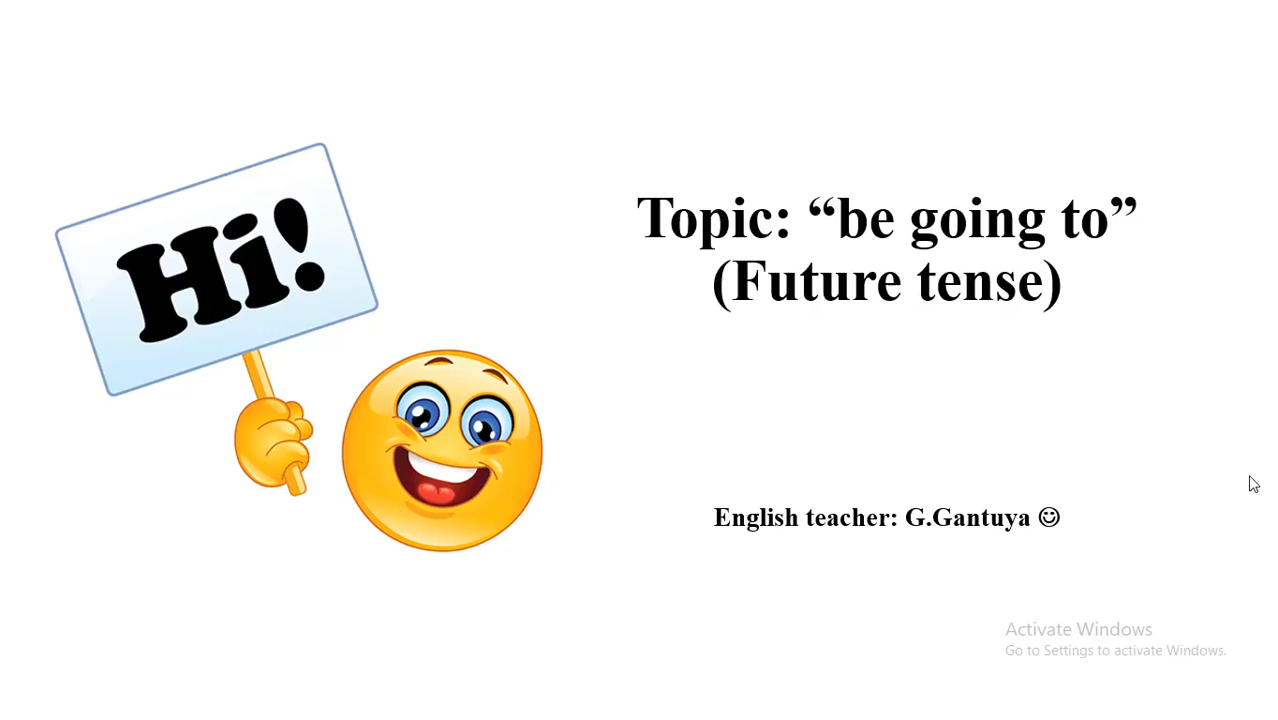 Hi!
Topic: “be going to”
(Future tense)
English teacher: G.Gantuya ☺
Activate Windows
Go to Settings to activate Windows.